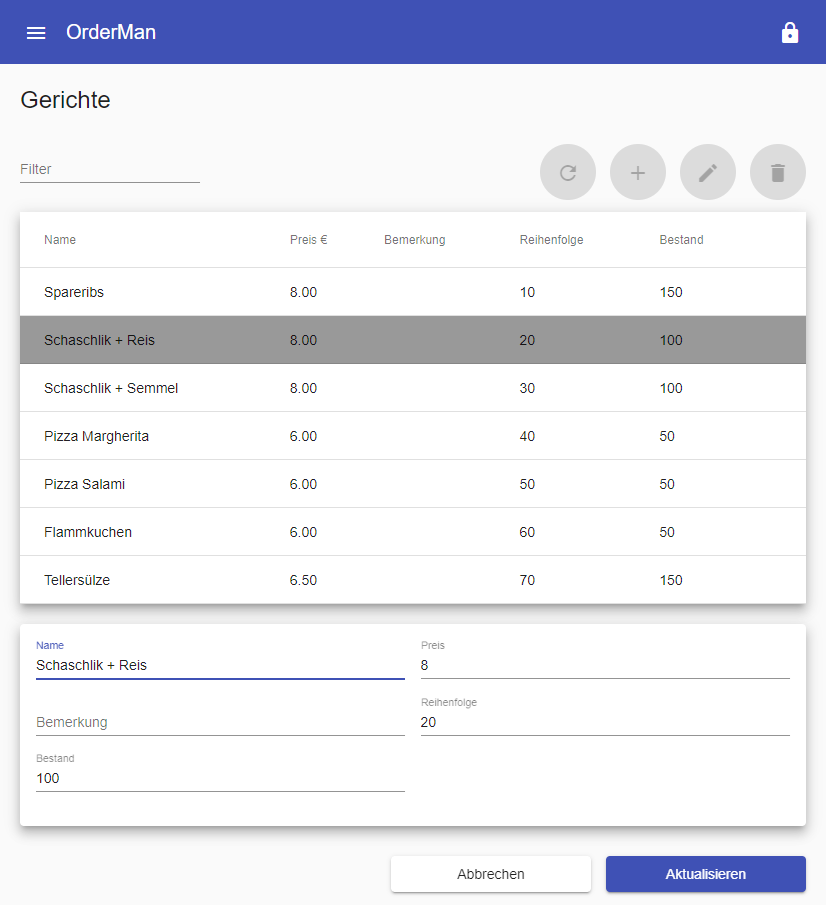 OrderMan
Gerichte
Filter
Name Preis € Bemerkung Reihenfolge Bestand
Spareribs 8.00 10 150
Schaschlik + Reis 8.00 20 100
Schaschlik + Semmel 8.00 30 100
Pizza Margherita 6.00 40 50
Pizza Salami 6.00 50 50
Flammkuchen 6.00 60 50
Tellersülze 6.50 70 150
Name Preis
Schaschlik + Reis 8
Reihenfolge
Bemerkung 20
Bestand
100
Abbrechen Aktualisieren